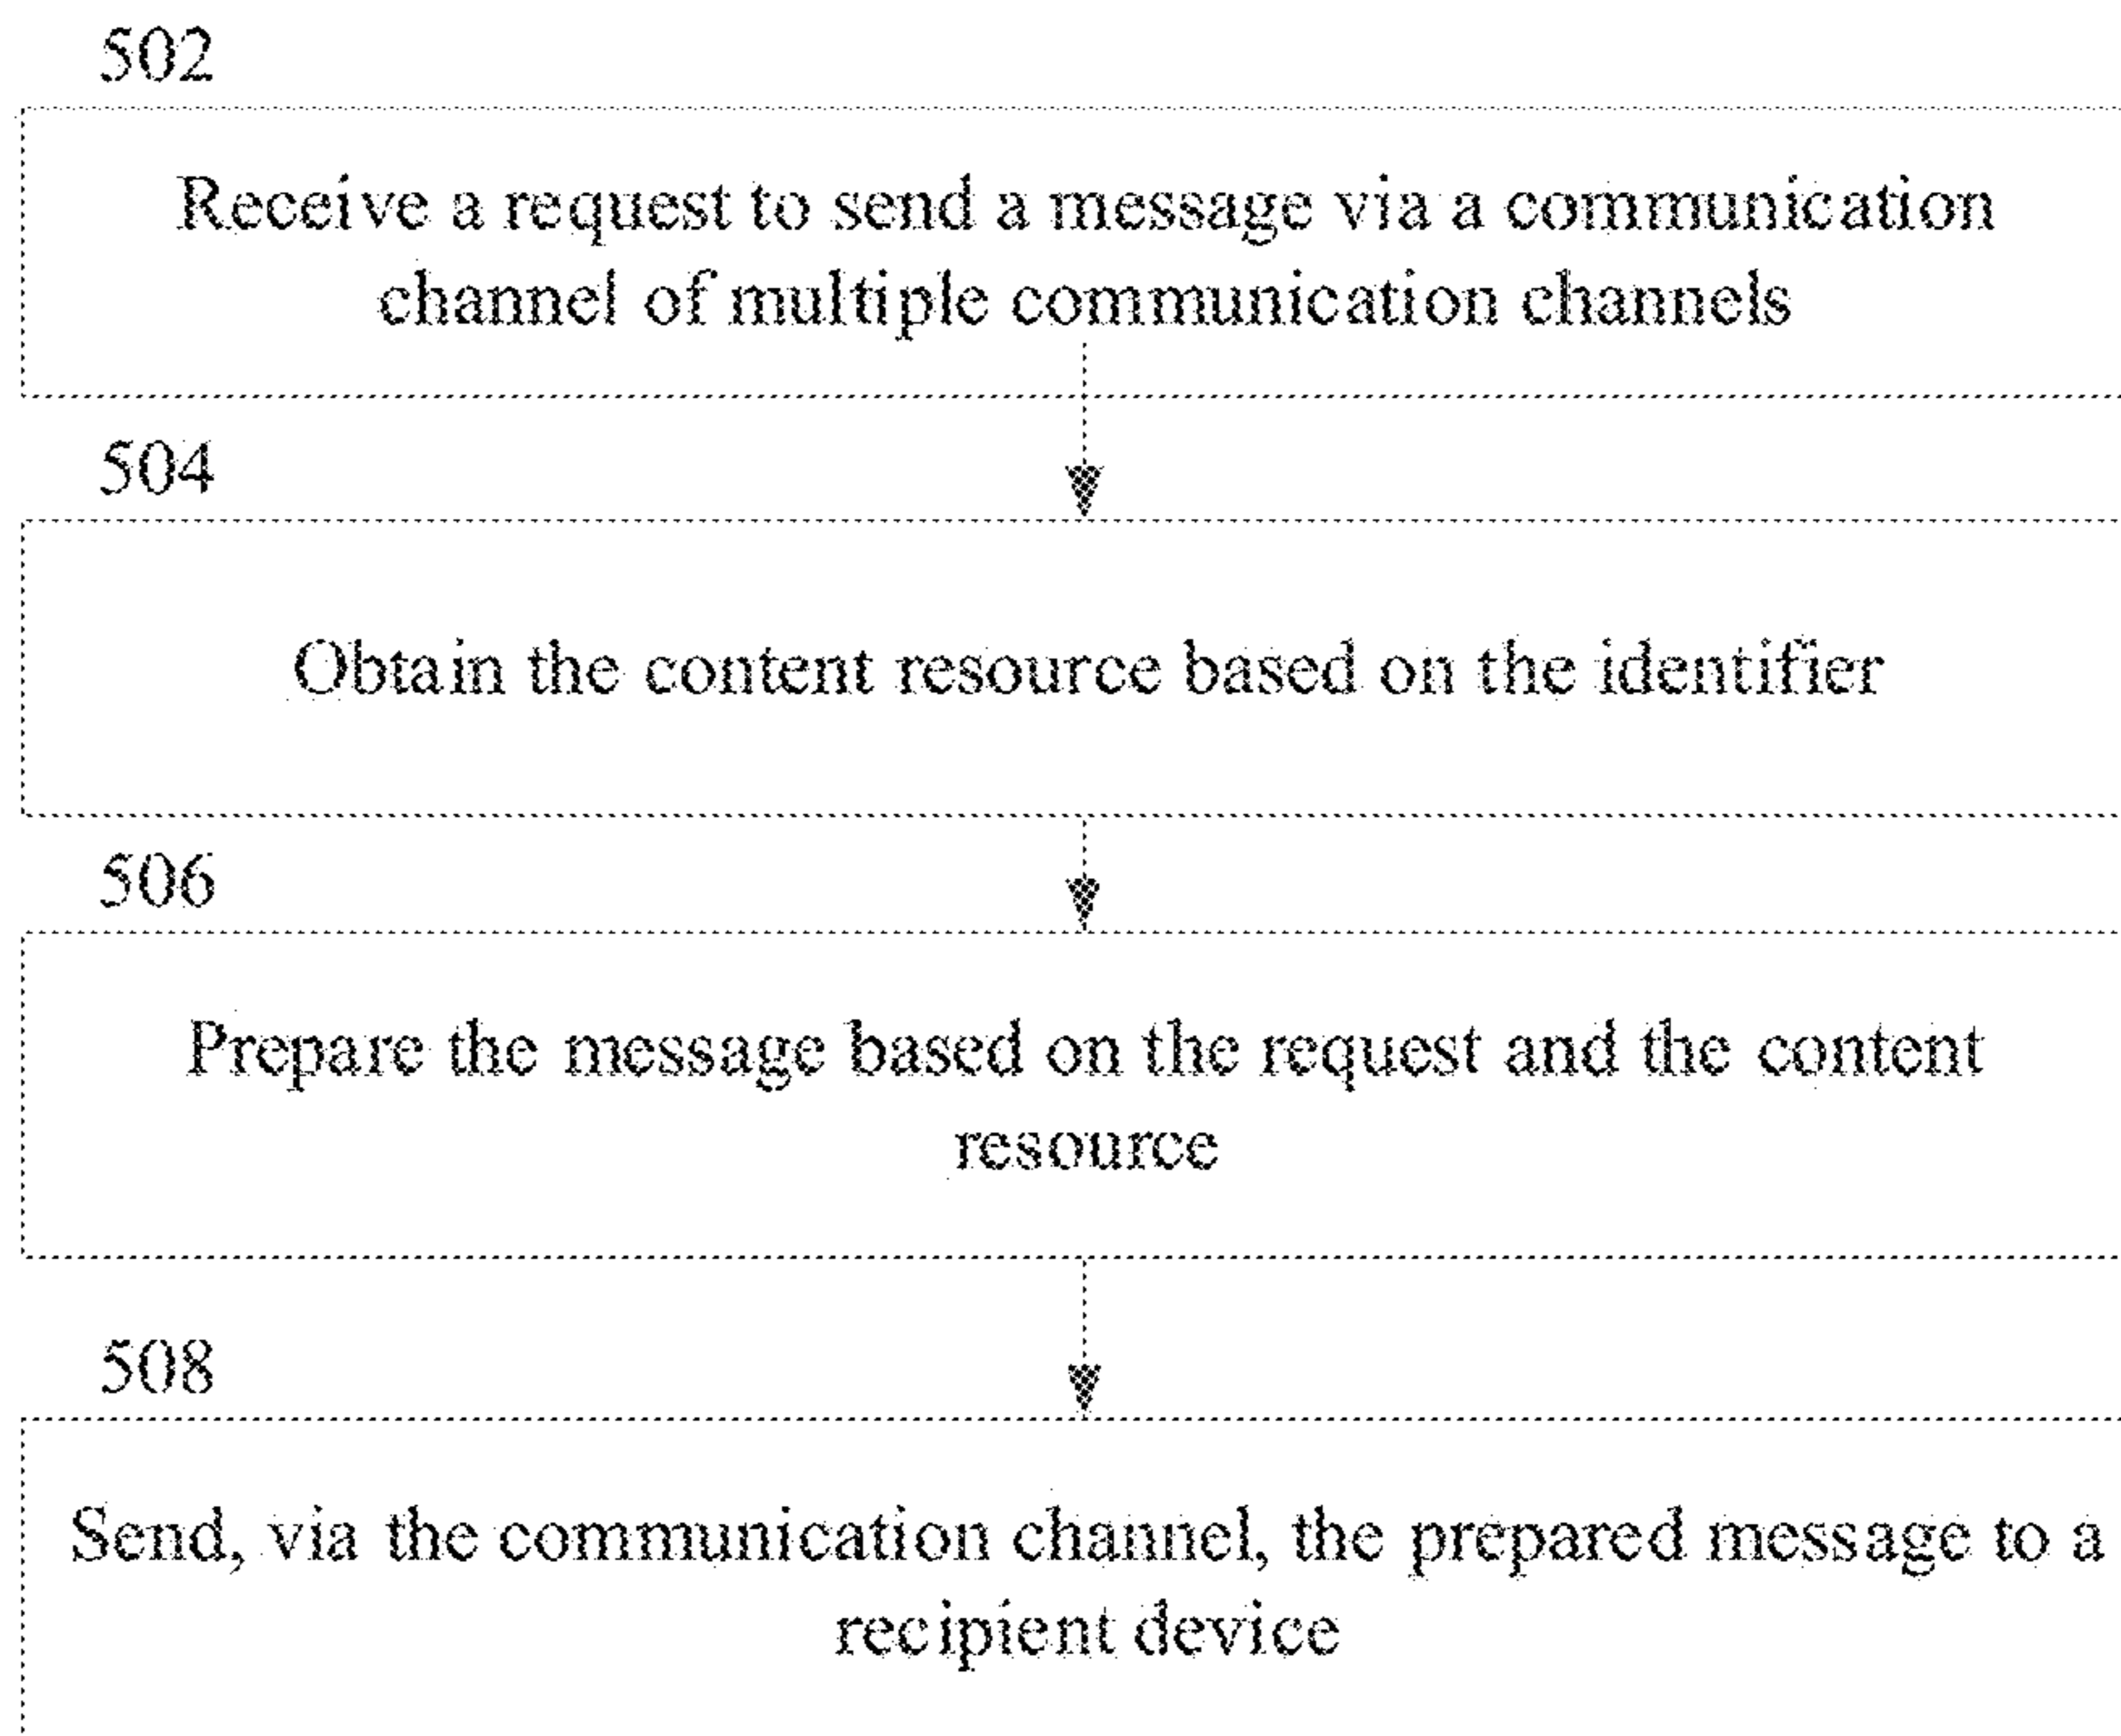 502
Receive a request to send a message via a communication
channel of multiple communication channels
504
Obtain the content resource based on the identifier
506
Prepare the message based on the request and the content
resource
508
Send, via the communication channel, the prepared message to a
recipient device